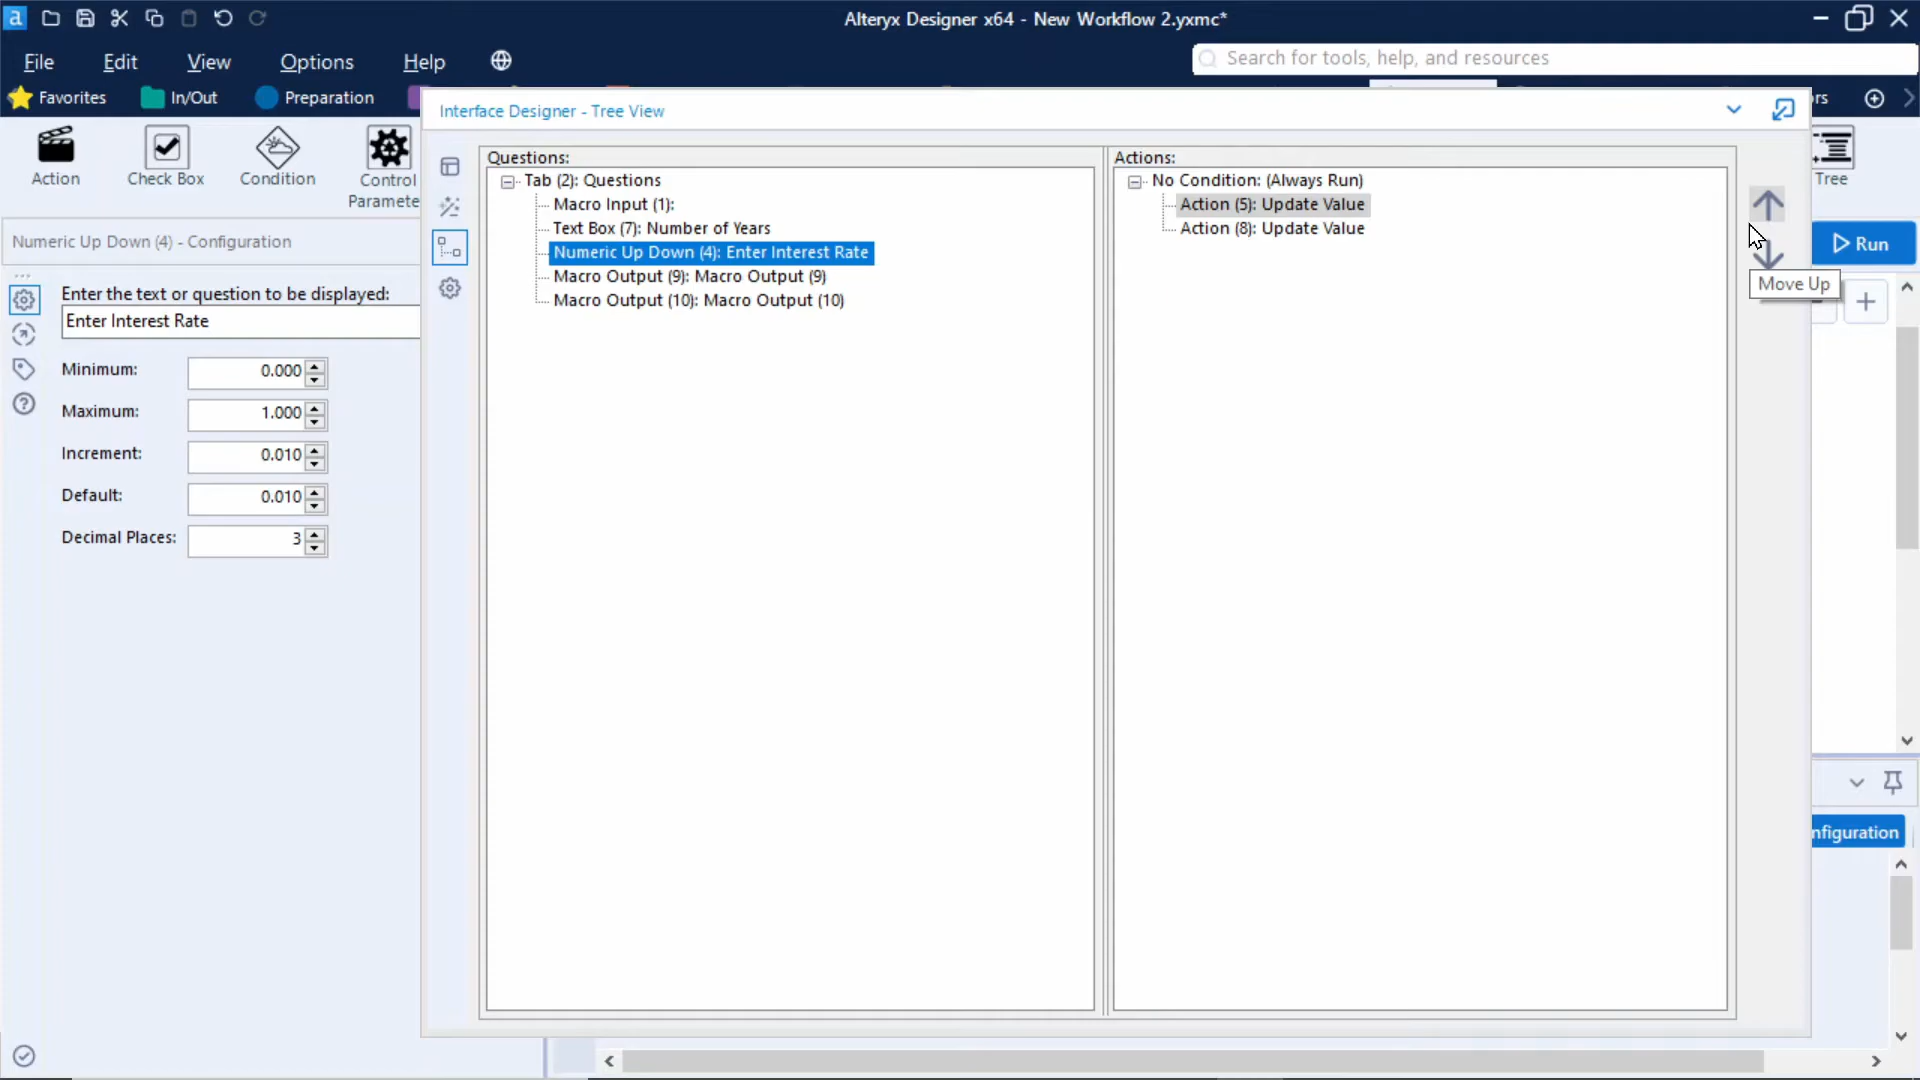 a
Alteryx Designer x64 - New Workflow 2.yxmc*
File Edit View Options Help
Search for tools, help, and resources
Favorites In/Out Preparation
rs
Interface Designer - Tree View
Action Check Box Condition Control
Paramete
Tree
Questions: Actions:
Tab (2): Questions
Macro Input (1):
Text Box (7): Number of Years
Numeric Up Down (4): Enter Interest Rate
Macro Output (9): Macro Output (9)
Macro Output (10): Macro Output (10)
No Condition: (Always Run)
Action (5): Update Value
Action (8): Update Value
Run
Move Up
Numeric Up Down (4) - Configuration
Enter the text or question to be displayed:
Enter Interest Rate
Minimum: 0.000
Maximum: 1.000
Increment: 0.010
Default: 0.010
Decimal Places: 3
nfiguration